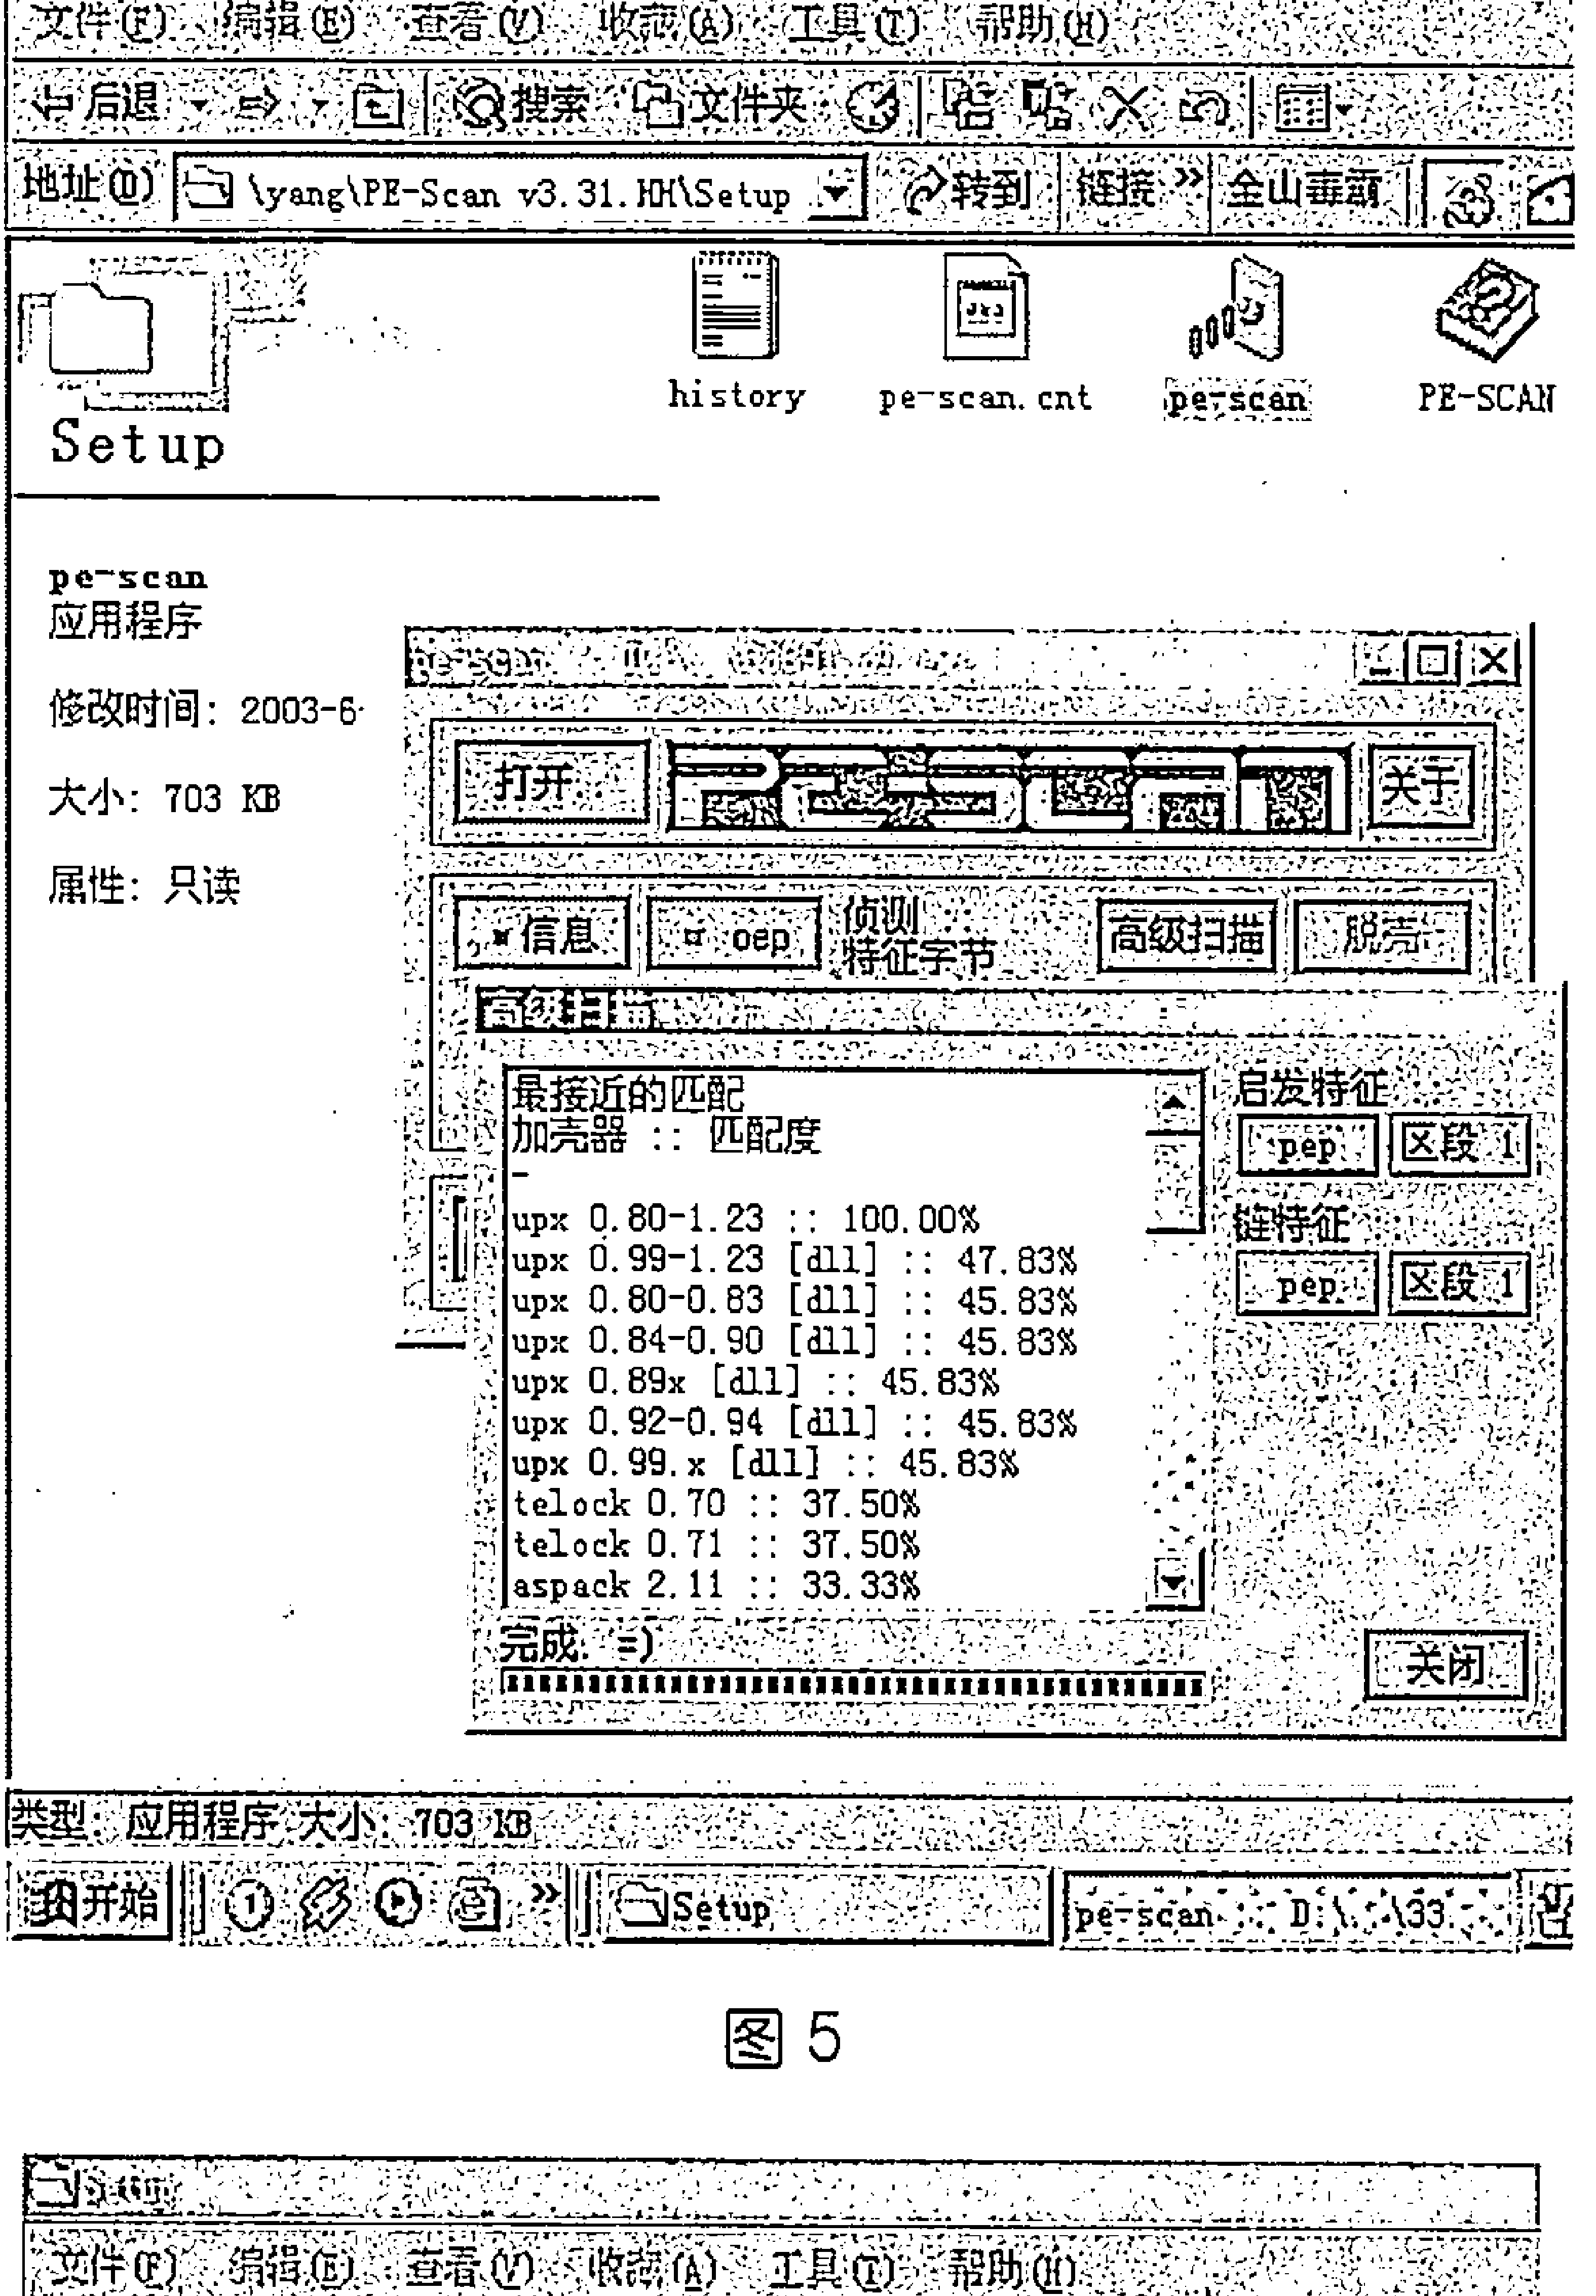 文件(F) 编辑(E) 查看(V) 收藏(A) 工具(T) 帮助(H)
后退 搜索 文件夹
地址(D) \yang\PE-Scan v3.31.HH\Setup 转到 链接 » 金山毒霸
history pe-scan.cnt pe-scan PE-SCAN
Setup
pe-scan
应用程序
修改时间: 2003-6-
大小: 703 KB
属性: 只读
pe-scan
打开 关于
信息 oep 侦测 高级扫描 脱壳
特征字节
高级扫描
最接近的匹配
加壳器 :: 匹配度
-
upx 0.80-1.23 :: 100.00%
upx 0.99-1.23 [dll] :: 47.83%
upx 0.80-0.83 [dll] :: 45.83%
upx 0.84-0.90 [dll] :: 45.83%
upx 0.89x [dll] :: 45.83%
upx 0.92-0.94 [dll] :: 45.83%
upx 0.99.x [dll] :: 45.83%
telock 0.70 :: 37.50%
telock 0.71 :: 37.50%
aspack 2.11 :: 33.33%
启发特征
pep 区段 1
链特征
pep 区段 1
完成. =)
关闭
类型: 应用程序 大小: 703 KB
开始 » Setup pe-scan :: D:\..\33
图 5
Setup
文件(F) 编辑(E) 查看(V) 收藏(A) 工具(T) 帮助(H)